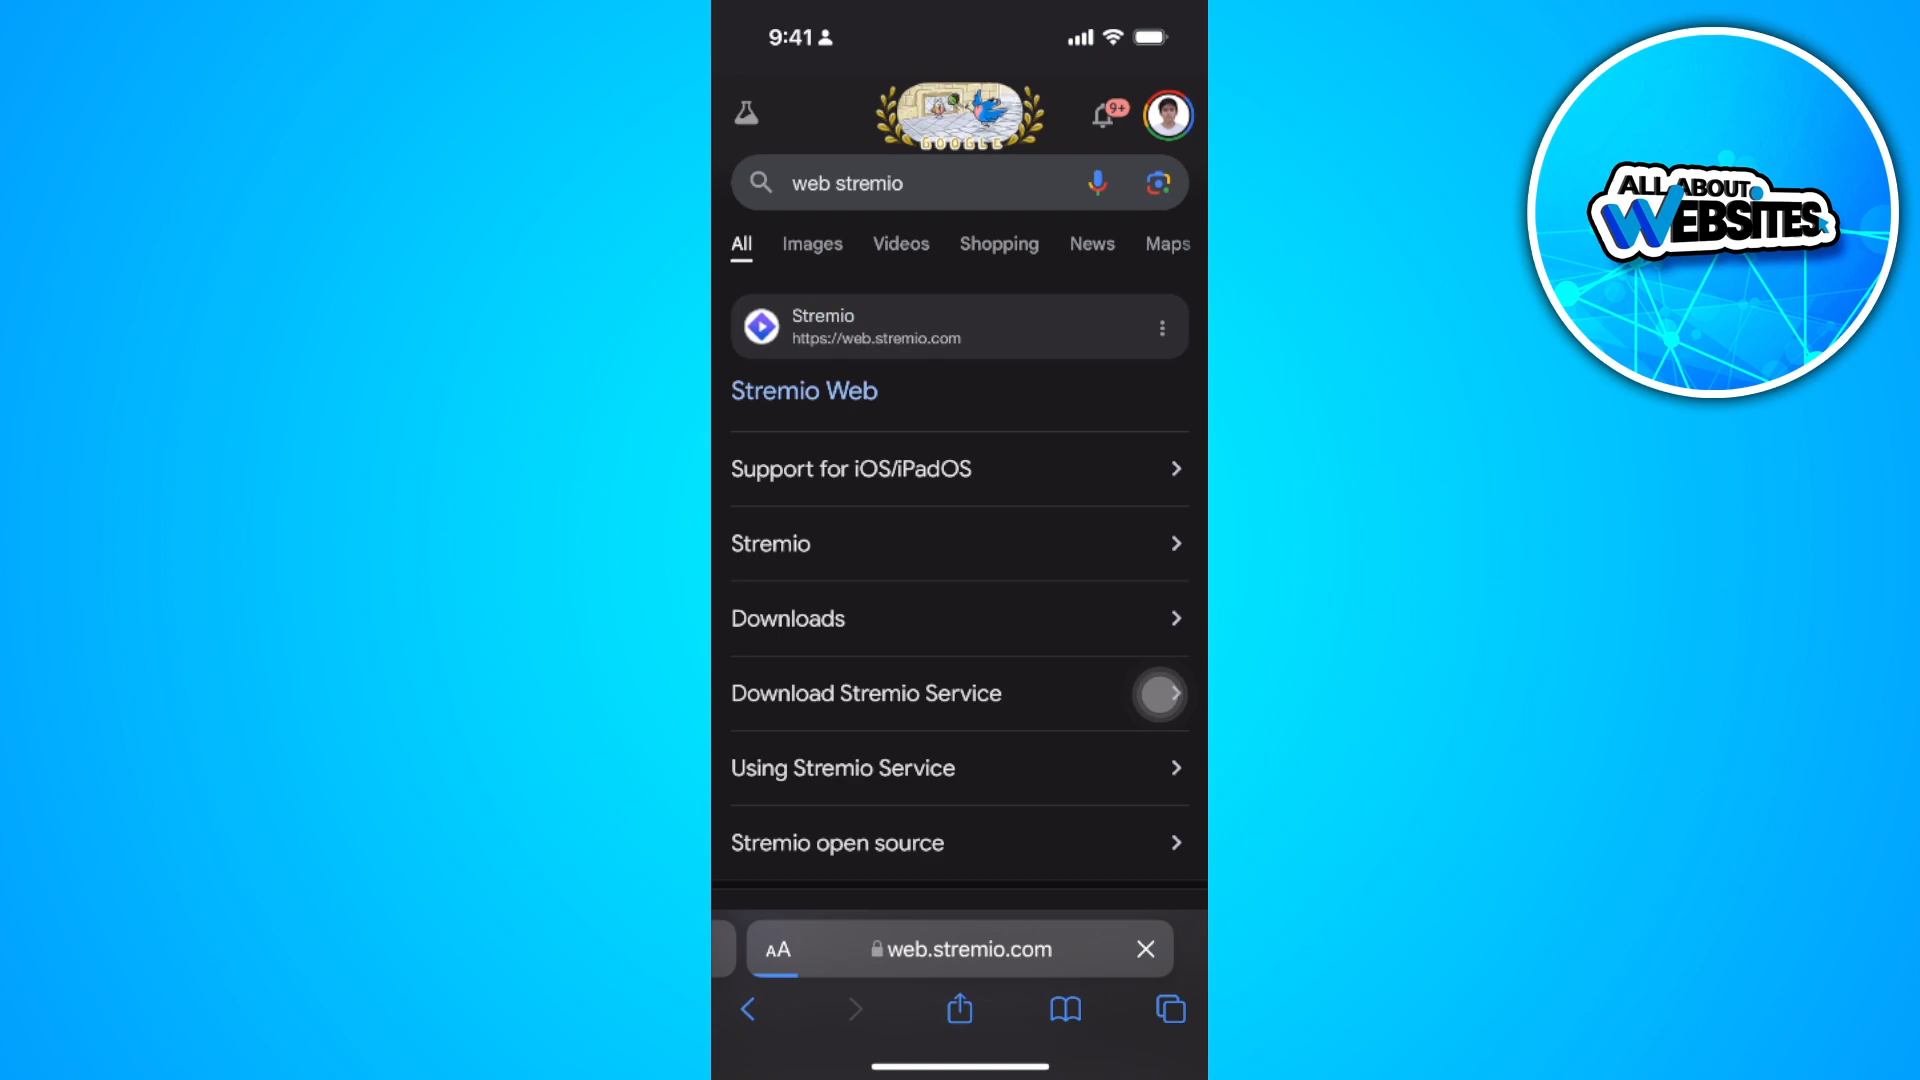 9:41
GOOGLE
9+
web stremio
All Images Videos Shopping News Maps
Stremio
https://web.stremio.com
Stremio Web
Support for iOS/iPadOS
Stremio
Downloads
Download Stremio Service
Using Stremio Service
Stremio open source
AA web.stremio.com
ALL ABOUT
WEBSITES